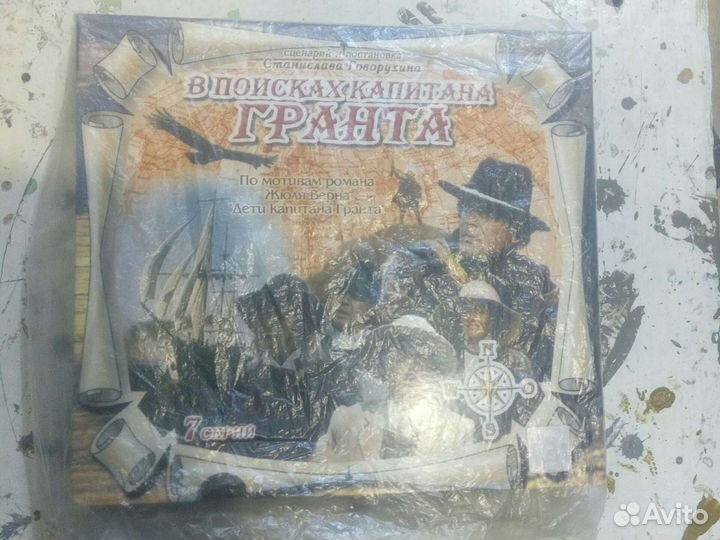 сценарий и постановка
Станислава Говорухина
В ПОИСКАХ КАПИТАНА
ГРАНТА
По мотивам романа
Жюля Верна
"Дети капитана Гранта"
7 серий
Avito